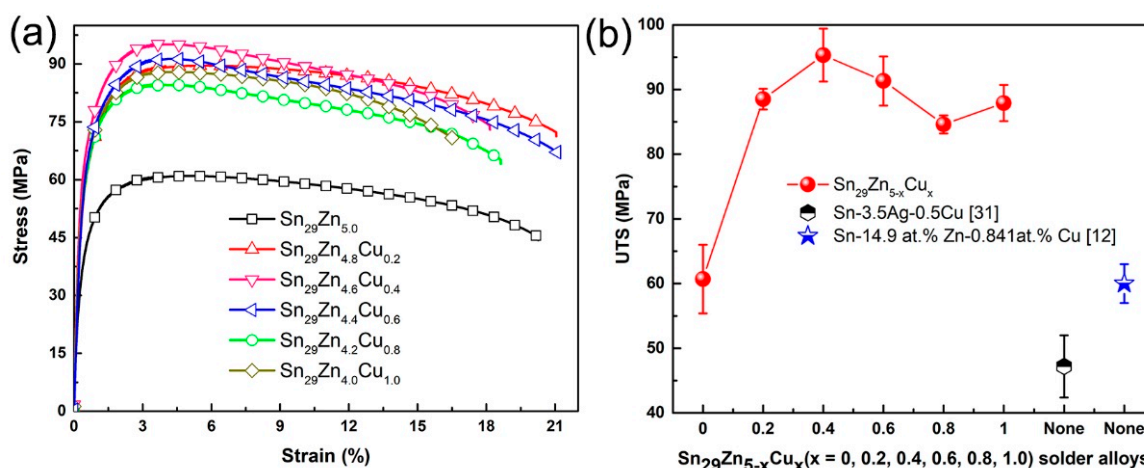 (a)
Stress (MPa)
90
75
60
45
30
15
0
Sn29Zn5.0
Sn29Zn4.8Cu0.2
Sn29Zn4.6Cu0.4
Sn29Zn4.4Cu0.6
Sn29Zn4.2Cu0.8
Sn29Zn4.0Cu1.0
0 3 6 9 12 15 18 21
Strain (%)
(b)
UTS (MPa)
100
90
80
70
60
50
40
Sn29Zn5-xCux
Sn-3.5Ag-0.5Cu [31]
Sn-14.9 at.% Zn-0.841at.% Cu [12]
0 0.2 0.4 0.6 0.8 1 None None
Sn29Zn5-xCux(x = 0, 0.2, 0.4, 0.6, 0.8, 1.0) solder alloys